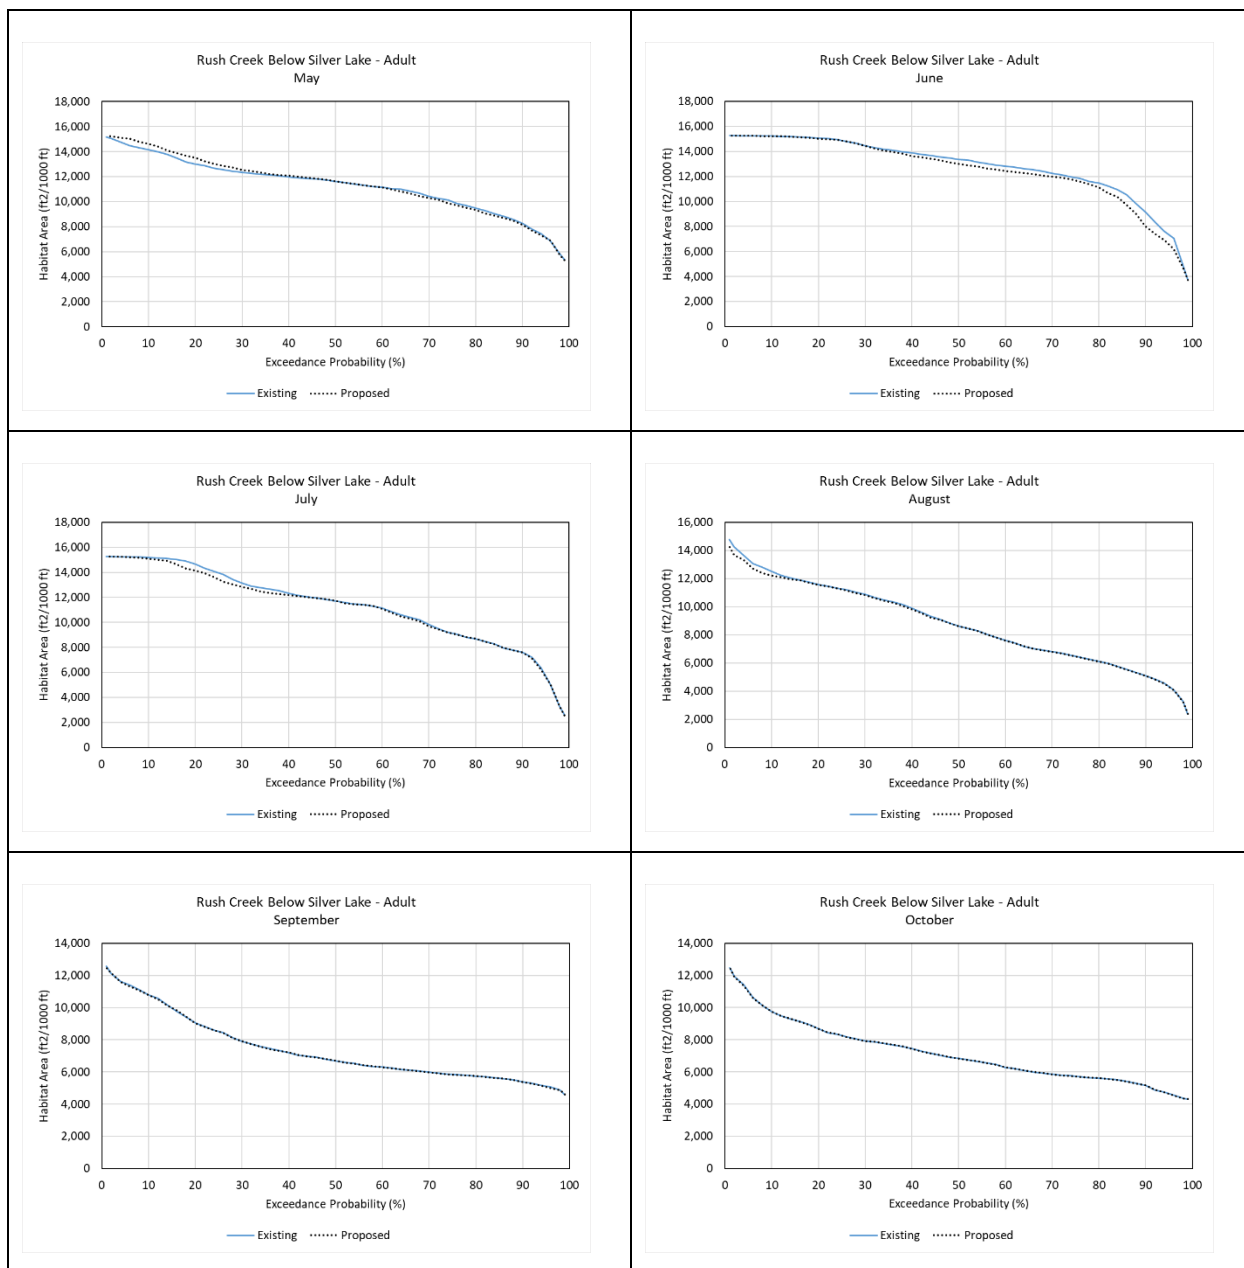 Rush Creek Below Silver Lake - Adult
May
18,000
16,000
14,000
12,000
10,000
8,000
6,000
4,000
2,000
0
Habitat Area (ft2/1000 ft)
0 10 20 30 40 50 60 70 80 90 100
Exceedance Probability (%)
Existing Proposed
Rush Creek Below Silver Lake - Adult
June
18,000
16,000
14,000
12,000
10,000
8,000
6,000
4,000
2,000
0
Habitat Area (ft2/1000 ft)
0 10 20 30 40 50 60 70 80 90 100
Exceedance Probability (%)
Existing Proposed
Rush Creek Below Silver Lake - Adult
July
18,000
16,000
14,000
12,000
10,000
8,000
6,000
4,000
2,000
0
Habitat Area (ft2/1000 ft)
0 10 20 30 40 50 60 70 80 90 100
Exceedance Probability (%)
Existing Proposed
Rush Creek Below Silver Lake - Adult
August
16,000
14,000
12,000
10,000
8,000
6,000
4,000
2,000
0
Habitat Area (ft2/1000 ft)
0 10 20 30 40 50 60 70 80 90 100
Exceedance Probability (%)
Existing Proposed
Rush Creek Below Silver Lake - Adult
September
14,000
12,000
10,000
8,000
6,000
4,000
2,000
0
Habitat Area (ft2/1000 ft)
0 10 20 30 40 50 60 70 80 90 100
Exceedance Probability (%)
Existing Proposed
Rush Creek Below Silver Lake - Adult
October
14,000
12,000
10,000
8,000
6,000
4,000
2,000
0
Habitat Area (ft2/1000 ft)
0 10 20 30 40 50 60 70 80 90 100
Exceedance Probability (%)
Existing Proposed